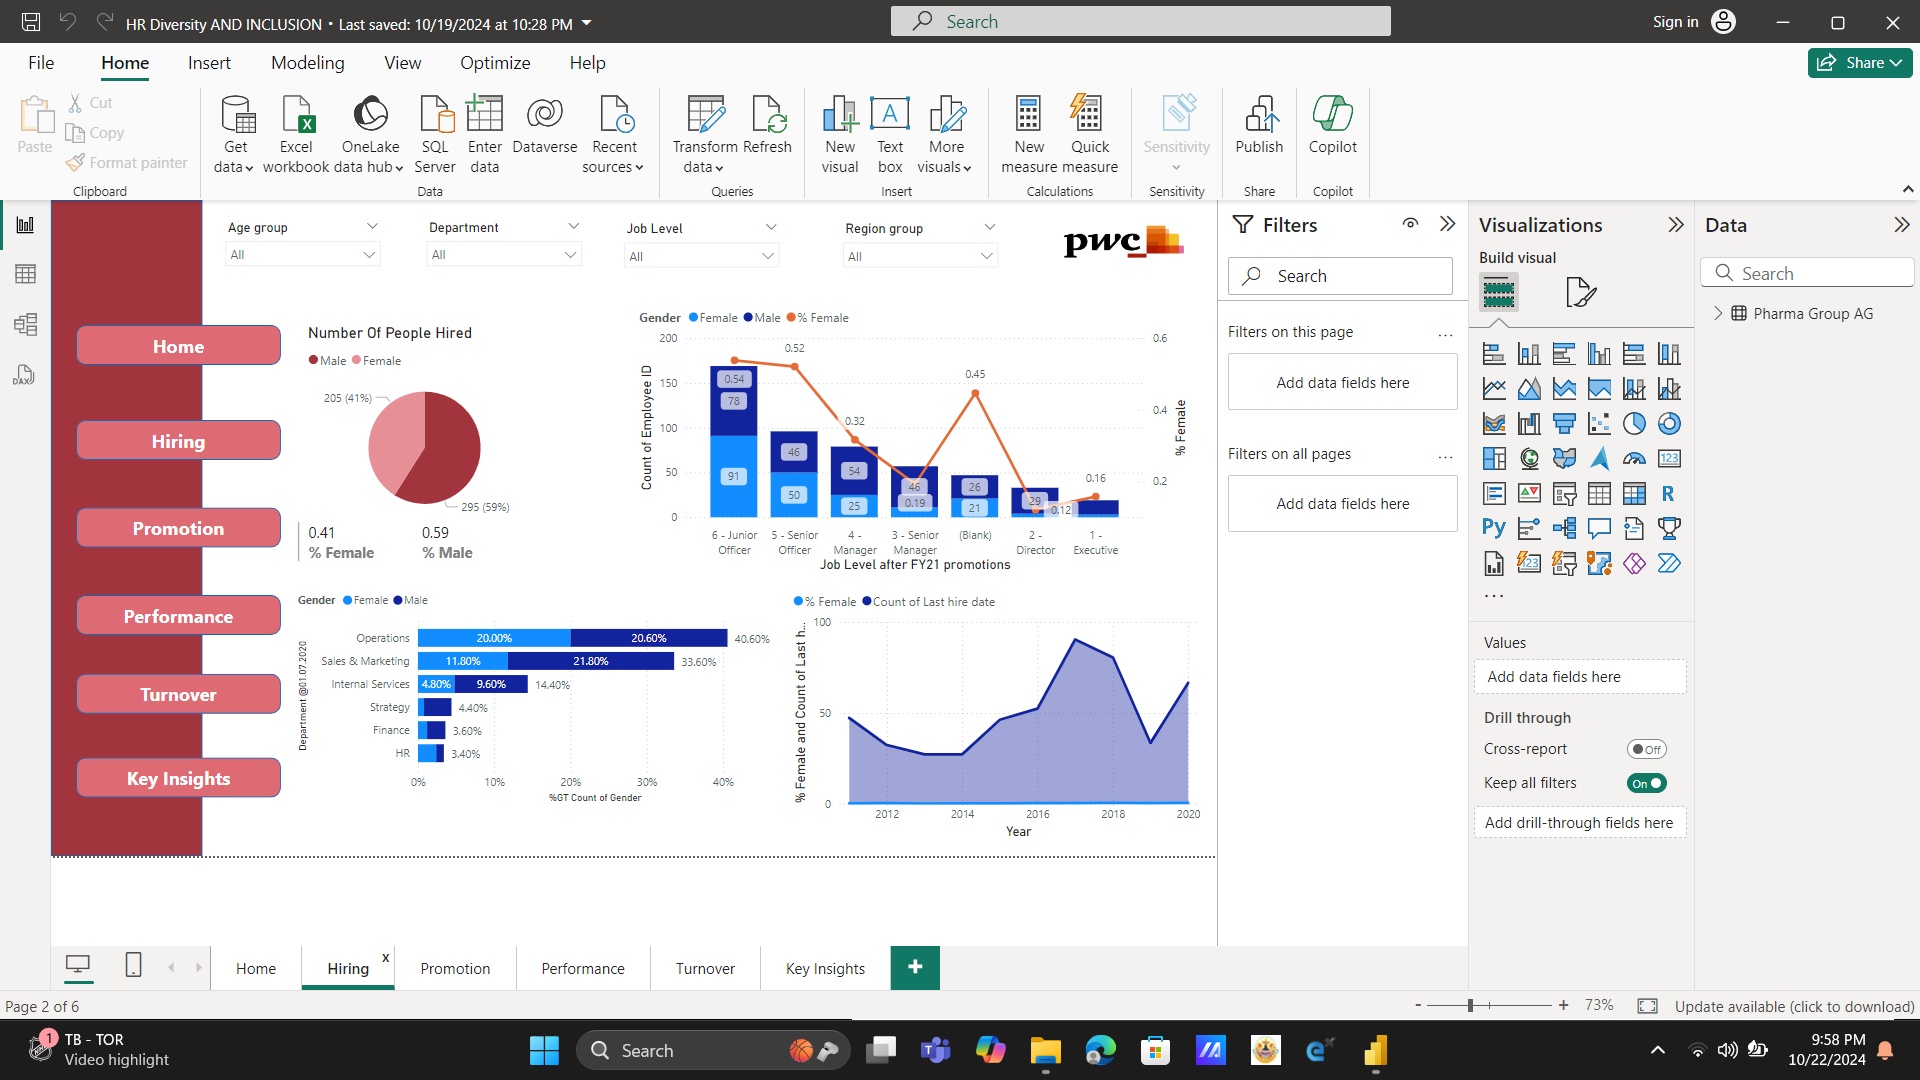 HR Diversity AND INCLUSION • Last saved: 10/19/2024 at 10:28 PM
Search
Sign in
File
Home
Insert
Modeling
View
Optimize
Help
Share
Paste
Cut
Copy
Format painter
Clipboard
Get data
Excel workbook
OneLake data hub
SQL Server
Enter data
Dataverse
Recent sources
Data
Transform data
Refresh
Queries
New visual
Text box
More visuals
Insert
New measure
Quick measure
Calculations
Sensitivity
Sensitivity
Publish
Share
Copilot
Copilot
DAX
Home
Hiring
Promotion
Performance
Turnover
Key Insights
Age group
All
Department
All
Job Level
All
Region group
All
pwc
Number Of People Hired
Male Female
205 (41%)
295 (59%)
0.41
% Female
0.59
% Male
Gender Female Male % Female
Count of Employee ID
200
150
100
50
0
0.6
0.4
0.2
% Female
0.54
78
91
0.52
46
50
0.32
54
25
46
0.19
0.45
26
21
29
0.12
0.16
6 - Junior Officer
5 - Senior Officer
4 - Manager
3 - Senior Manager
(Blank)
2 - Director
1 - Executive
Job Level after FY21 promotions
Gender Female Male
Department @01.07.2020
Operations 20.00% 20.60% 40.60%
Sales & Marketing 11.80% 21.80% 33.60%
Internal Services 4.80% 9.60% 14.40%
Strategy 4.40%
Finance 3.60%
HR 3.40%
0% 10% 20% 30% 40%
%GT Count of Gender
% Female Count of Last hire date
% Female and Count of Last h...
100
50
0
2012 2014 2016 2018 2020
Year
Filters
Search
Filters on this page
...
Add data fields here
Filters on all pages
...
Add data fields here
Visualizations
Build visual
123
R
Py
123
...
Values
Add data fields here
Drill through
Cross-report
Off
Keep all filters
On
Add drill-through fields here
Data
Search
Pharma Group AG
Home
Hiring
x
Promotion
Performance
Turnover
Key Insights
+
Page 2 of 6
- + 73%
Update available (click to download)
1
TB - TOR
Video highlight
Search
9:58 PM
10/22/2024